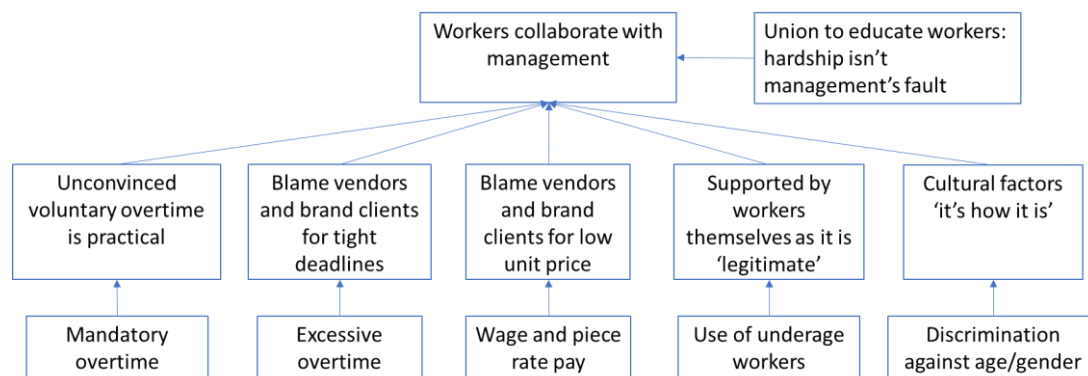 Workers collaborate with
management
Union to educate workers:
hardship isn’t
management’s fault
Unconvinced
voluntary overtime
is practical
Blame vendors
and brand clients
for tight
deadlines
Blame vendors
and brand
clients for low
unit price
Supported by
workers
themselves as it is
‘legitimate’
Cultural factors
‘it’s how it is’
Mandatory
overtime
Excessive
overtime
Wage and piece
rate pay
Use of underage
workers
Discrimination
against age/gender